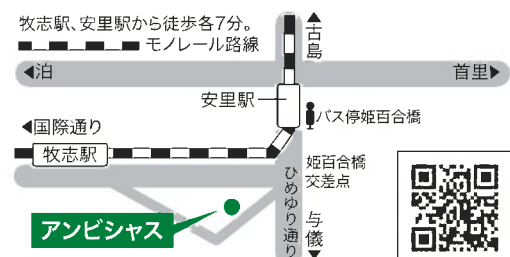 牧志駅、安里駅から徒歩各7分。
モノレール路線
▲古島
◀泊
首里▶
安里駅
バス停姫百合橋
◀国際通り
牧志駅
姫百合橋
交差点
ひめゆり通り
与儀▼
アンビシャス